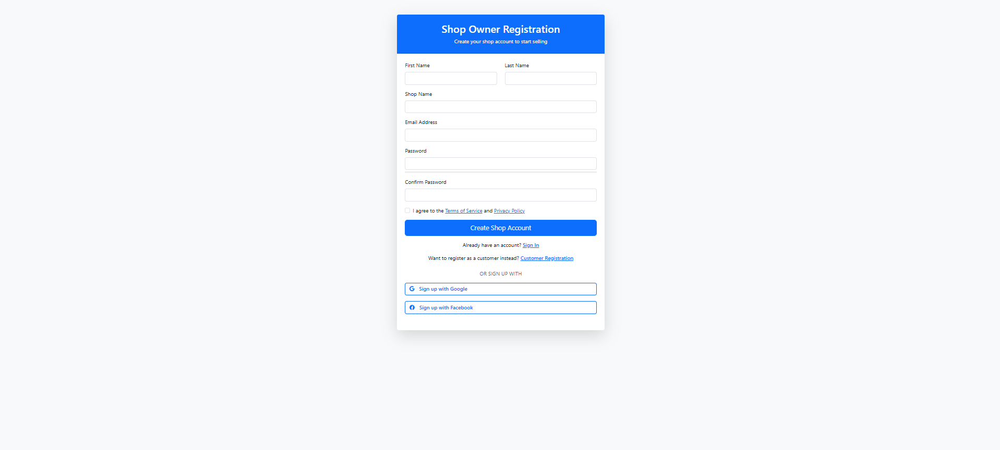 Shop Owner Registration
Create your shop account to start selling
First Name
Last Name
Shop Name
Email Address
Password
Confirm Password
I agree to the Terms of Service and Privacy Policy
Create Shop Account
Already have an account? Sign In
Want to register as a customer instead? Customer Registration
OR SIGN UP WITH
Sign up with Google
Sign up with Facebook